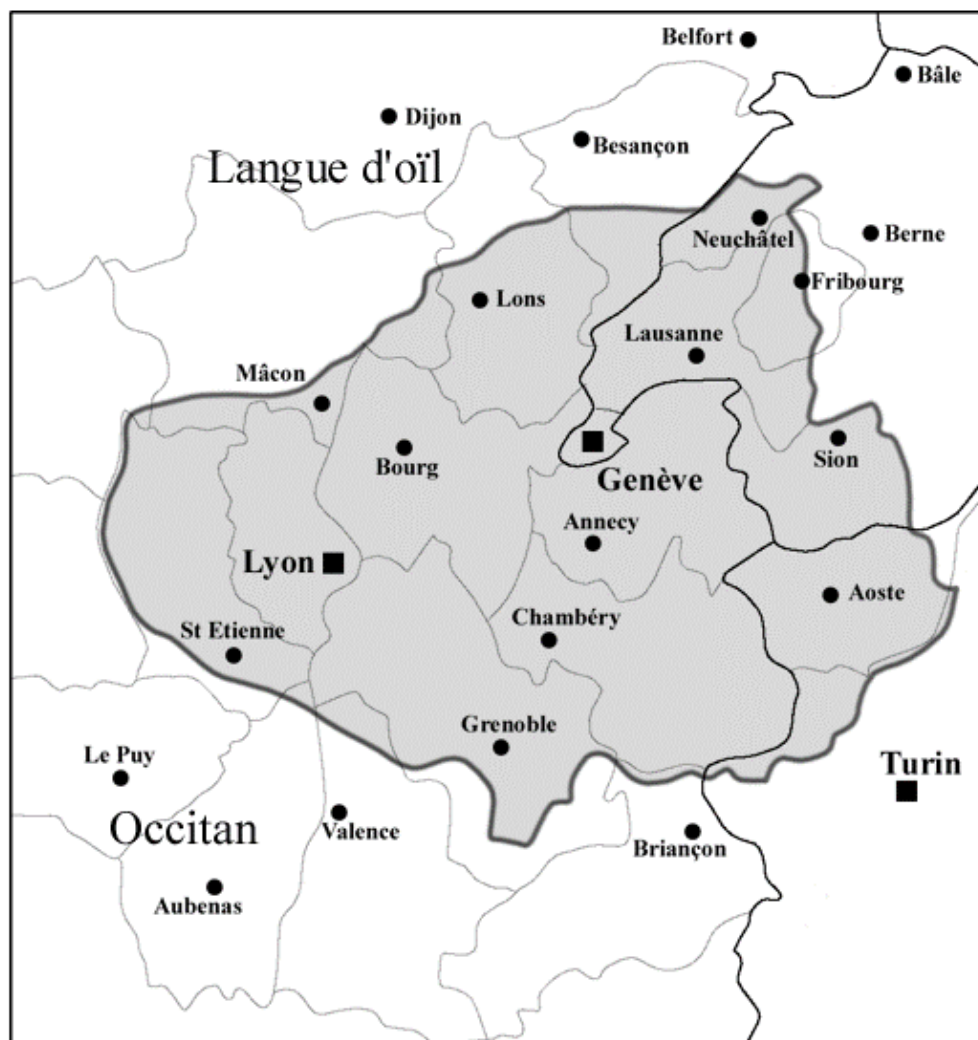 Belfort
Bâle
Dijon
Besançon
Langue d'oïl
Neuchâtel
Berne
Fribourg
Lons
Lausanne
Mâcon
Bourg
Sion
Genève
Annecy
Lyon
Aoste
Chambéry
St Etienne
Grenoble
Le Puy
Turin
Occitan
Valence
Briançon
Aubenas